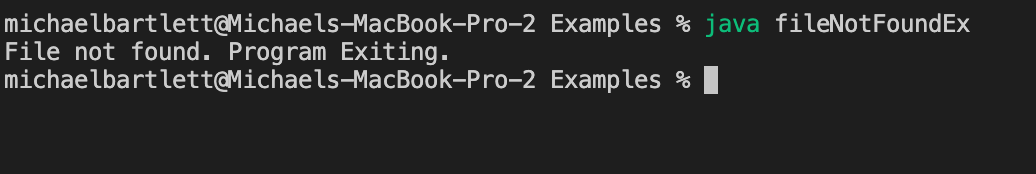 michaelbartlett@Michaels-MacBook-Pro-2 Examples % java fileNotFoundEx
File not found. Program Exiting.
michaelbartlett@Michaels-MacBook-Pro-2 Examples %